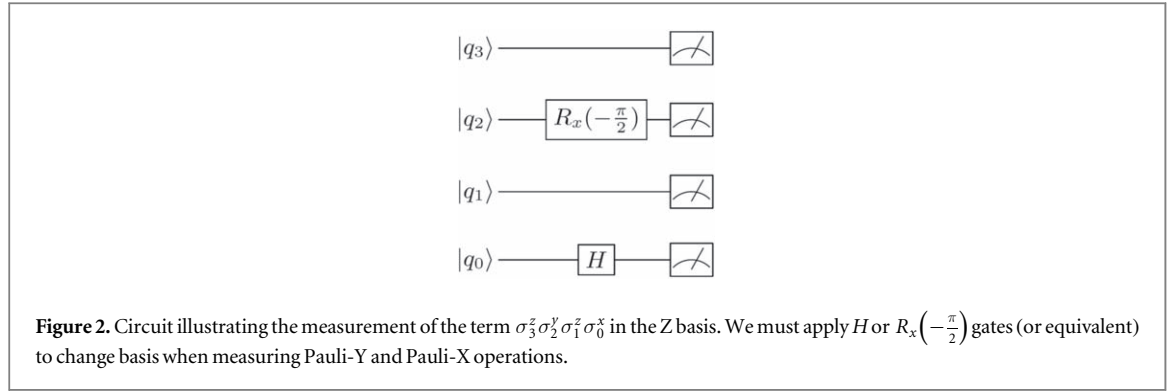 |q₃⟩
|q₂⟩ Rₓ(−π/2)
|q₁⟩
|q₀⟩ H
Figure 2. Circuit illustrating the measurement of the term σ₃ᶻσ₂ʸσ₁ᶻσ₀ˣ in the Z basis. We must apply H or Rₓ(−π/2) gates (or equivalent)
to change basis when measuring Pauli-Y and Pauli-X operations.